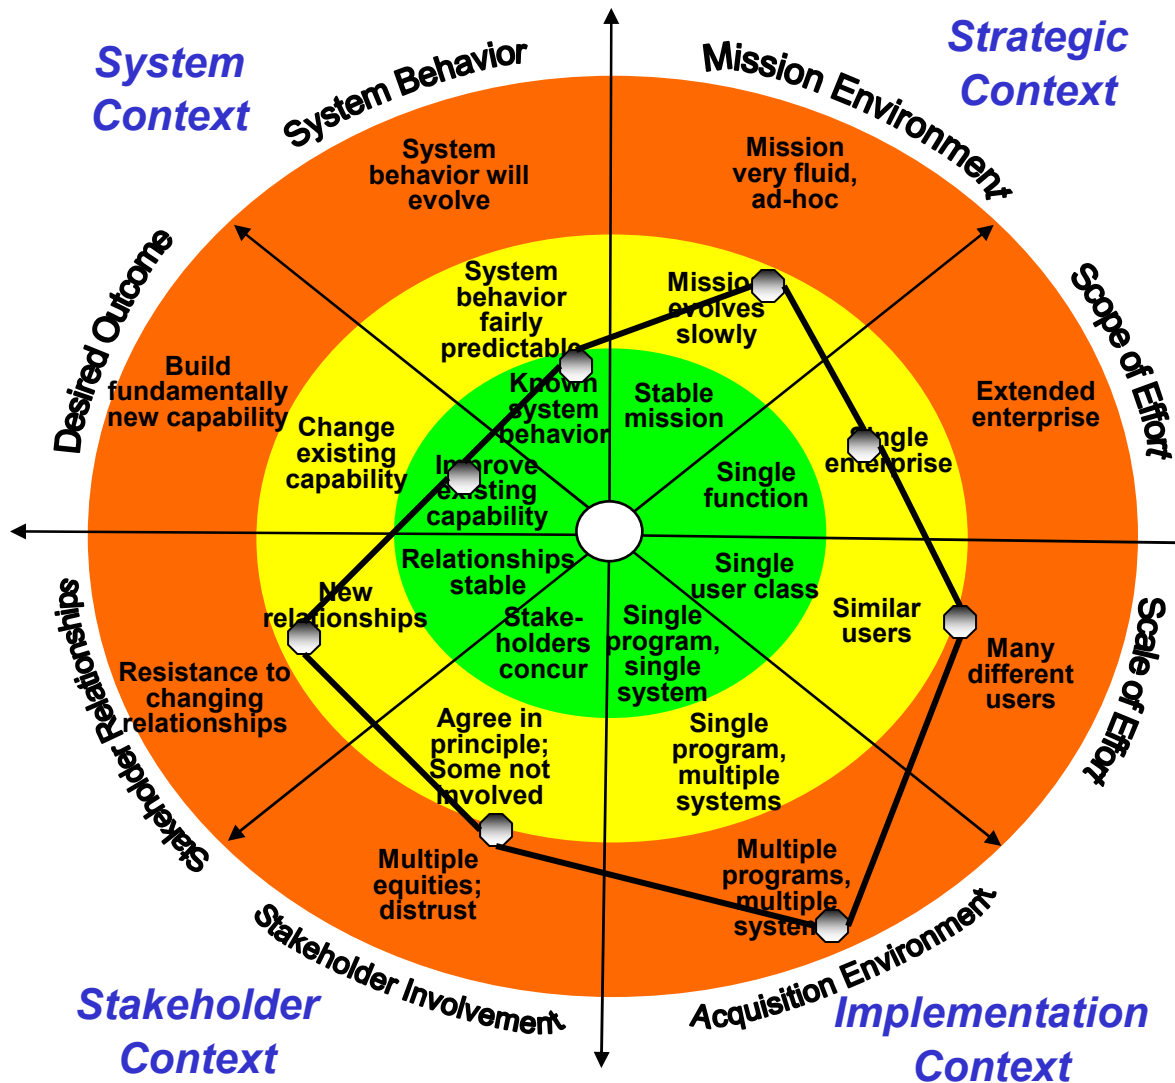 System
Context
Strategic
Context
System Behavior
Mission Environment
System
behavior will
evolve
Mission
very fluid,
ad-hoc
Desired Outcome
Scope of Effort
System
behavior
fairly
predictable
Mission
evolves
slowly
Build
fundamentally
new capability
Extended
enterprise
Known
system
behavior
Stable
mission
Change
existing
capability
Single
enterprise
Improve
existing
capability
Single
function
Relationships
stable
Single
user class
New
relationships
Similar
users
Stake-
holders
concur
Single
program,
single
system
Stakeholder Relationships
Scale of Effort
Resistance to
changing
relationships
Many
different
users
Agree in
principle;
Some not
involved
Single
program,
multiple
systems
Multiple
equities;
distrust
Multiple
programs,
multiple
systems
Stakeholder Involvement
Acquisition Environment
Stakeholder
Context
Implementation
Context